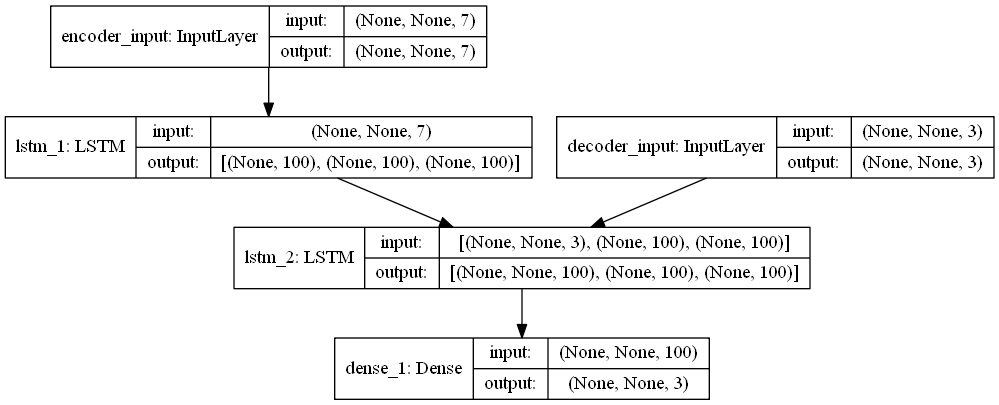 encoder_input: InputLayer
input:
(None, None, 7)
output:
(None, None, 7)
lstm_1: LSTM
input:
(None, None, 7)
output:
[(None, 100), (None, 100), (None, 100)]
decoder_input: InputLayer
input:
(None, None, 3)
output:
(None, None, 3)
lstm_2: LSTM
input:
[(None, None, 3), (None, 100), (None, 100)]
output:
[(None, None, 100), (None, 100), (None, 100)]
dense_1: Dense
input:
(None, None, 100)
output:
(None, None, 3)